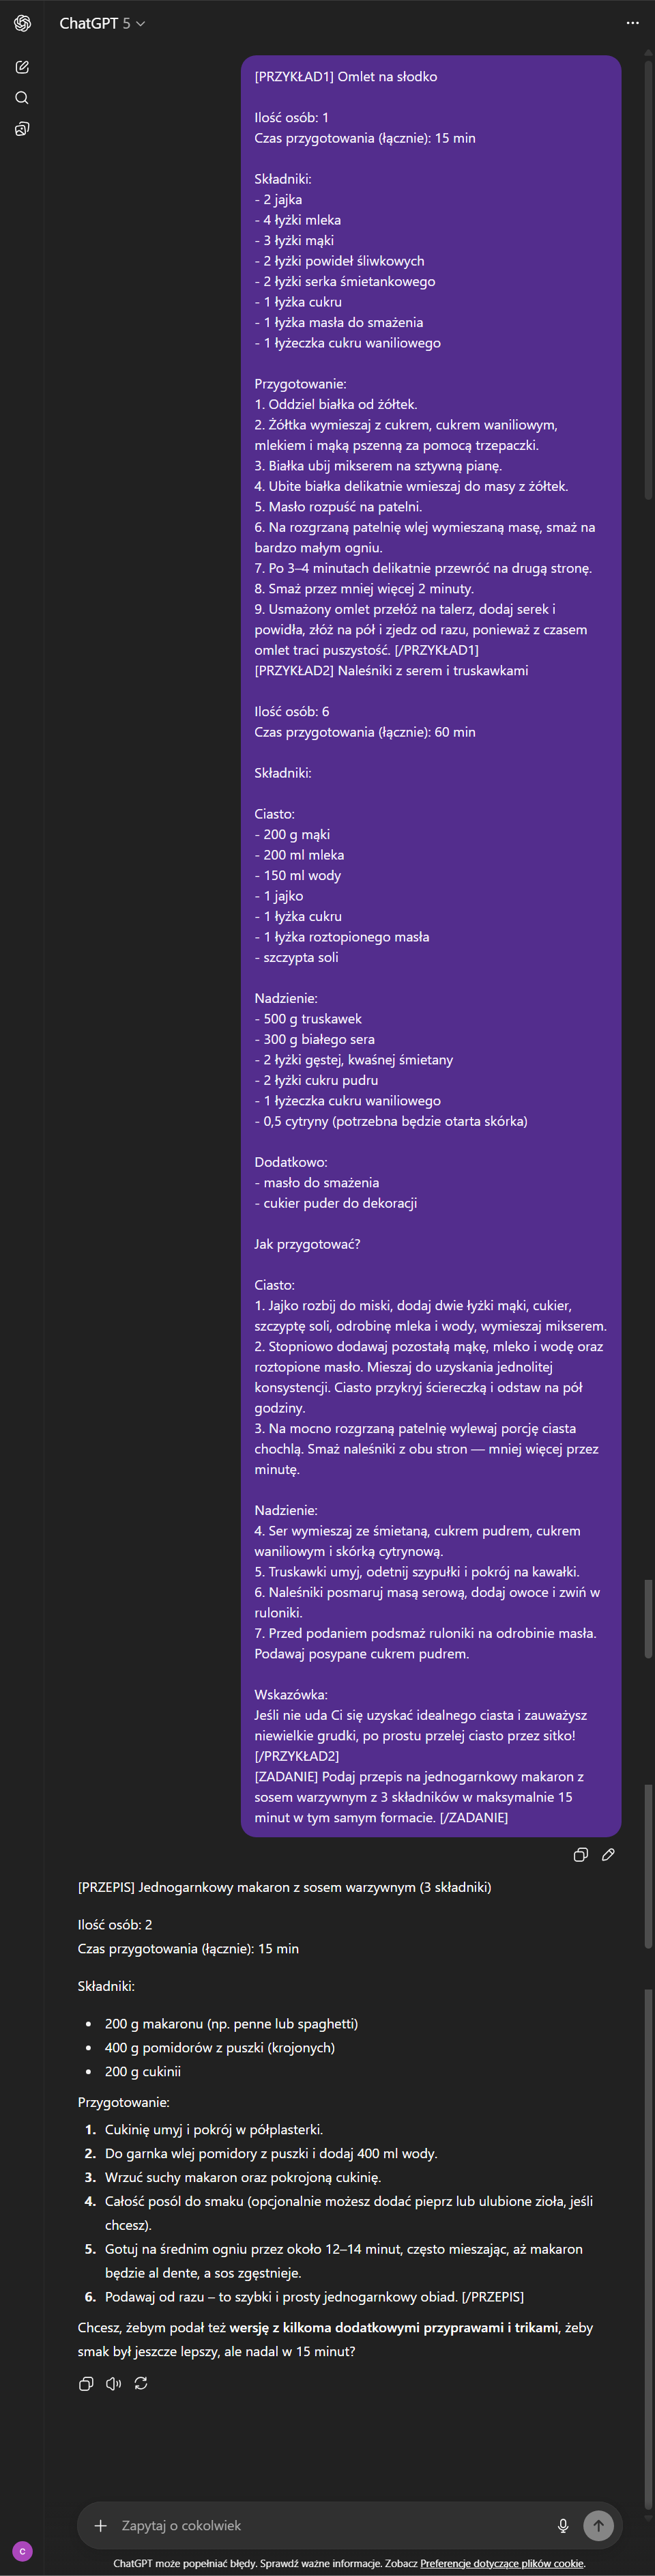 ChatGPT 5
[PRZYKŁAD1] Omlet na słodko
Ilość osób: 1
Czas przygotowania (łącznie): 15 min
Składniki:
- 2 jajka
- 4 łyżki mleka
- 3 łyżki mąki
- 2 łyżki powideł śliwkowych
- 2 łyżki serka śmietankowego
- 1 łyżka cukru
- 1 łyżka masła do smażenia
- 1 łyżeczka cukru waniliowego
Przygotowanie:
1. Oddziel białka od żółtek.
2. Żółtka wymieszaj z cukrem, cukrem waniliowym,
mlekiem i mąką pszenną za pomocą trzepaczki.
3. Białka ubij mikserem na sztywną pianę.
4. Ubite białka delikatnie wmieszaj do masy z żółtek.
5. Masło rozpuść na patelni.
6. Na rozgrzaną patelnię wlej wymieszaną masę, smaż na
bardzo małym ogniu.
7. Po 3–4 minutach delikatnie przewróć na drugą stronę.
8. Smaż przez mniej więcej 2 minuty.
9. Usmażony omlet przełóż na talerz, dodaj serek i
powidła, złóż na pół i zjedz od razu, ponieważ z czasem
omlet traci puszystość. [/PRZYKŁAD1]
[PRZYKŁAD2] Naleśniki z serem i truskawkami
Ilość osób: 6
Czas przygotowania (łącznie): 60 min
Składniki:
Ciasto:
- 200 g mąki
- 200 ml mleka
- 150 ml wody
- 1 jajko
- 1 łyżka cukru
- 1 łyżka roztopionego masła
- szczypta soli
Nadzienie:
- 500 g truskawek
- 300 g białego sera
- 2 łyżki gęstej, kwaśnej śmietany
- 2 łyżki cukru pudru
- 1 łyżeczka cukru waniliowego
- 0,5 cytryny (potrzebna będzie otarta skórka)
Dodatkowo:
- masło do smażenia
- cukier puder do dekoracji
Jak przygotować?
Ciasto:
1. Jajko rozbij do miski, dodaj dwie łyżki mąki, cukier,
szczyptę soli, odrobinę mleka i wody, wymieszaj mikserem.
2. Stopniowo dodawaj pozostałą mąkę, mleko i wodę oraz
roztopione masło. Mieszaj do uzyskania jednolitej
konsystencji. Ciasto przykryj ściereczką i odstaw na pół
godziny.
3. Na mocno rozgrzaną patelnię wylewaj porcję ciasta
chochlą. Smaż naleśniki z obu stron — mniej więcej przez
minutę.
Nadzienie:
4. Ser wymieszaj ze śmietaną, cukrem pudrem, cukrem
waniliowym i skórką cytrynową.
5. Truskawki umyj, odetnij szypułki i pokrój na kawałki.
6. Naleśniki posmaruj masą serową, dodaj owoce i zwiń w
ruloniki.
7. Przed podaniem podsmaż ruloniki na odrobinie masła.
Podawaj posypane cukrem pudrem.
Wskazówka:
Jeśli nie uda Ci się uzyskać idealnego ciasta i zauważysz
niewielkie grudki, po prostu przelej ciasto przez sitko!
[/PRZYKŁAD2]
[ZADANIE] Podaj przepis na jednogarnkowy makaron z
sosem warzywnym z 3 składników w maksymalnie 15
minut w tym samym formacie. [/ZADANIE]
[PRZEPIS] Jednogarnkowy makaron z sosem warzywnym (3 składniki)
Ilość osób: 2
Czas przygotowania (łącznie): 15 min
Składniki:
• 200 g makaronu (np. penne lub spaghetti)
• 400 g pomidorów z puszki (krojonych)
• 200 g cukinii
Przygotowanie:
1. Cukinię umyj i pokrój w półplasterki.
2. Do garnka wlej pomidory z puszki i dodaj 400 ml wody.
3. Wrzuć suchy makaron oraz pokrojoną cukinię.
4. Całość posól do smaku (opcjonalnie możesz dodać pieprz lub ulubione zioła, jeśli
chcesz).
5. Gotuj na średnim ogniu przez około 12–14 minut, często mieszając, aż makaron
będzie al dente, a sos zgęstnieje.
6. Podawaj od razu – to szybki i prosty jednogarnkowy obiad. [/PRZEPIS]
Chcesz, żebym podał też wersję z kilkoma dodatkowymi przyprawami i trikami, żeby
smak był jeszcze lepszy, ale nadal w 15 minut?
Zapytaj o cokolwiek
C
ChatGPT może popełniać błędy. Sprawdź ważne informacje. Zobacz Preferencje dotyczące plików cookie.